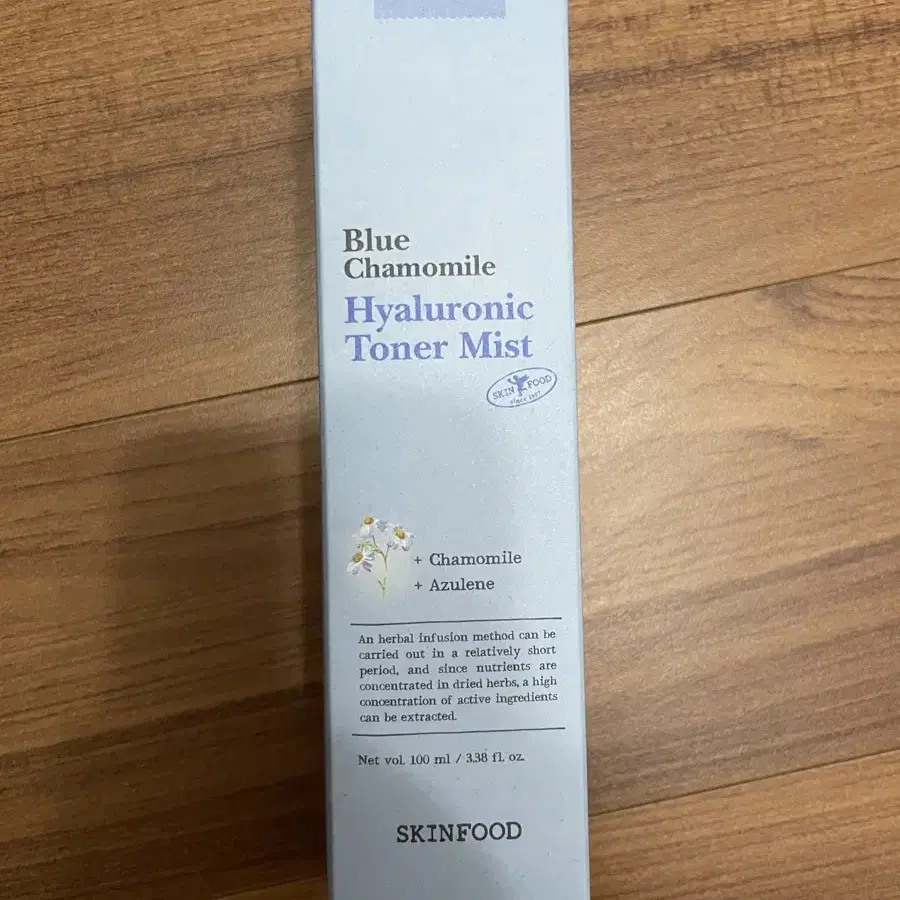 Blue
Chamomile
Hyaluronic
Toner Mist
SKIN FOOD
since 1957
+ Chamomile
+ Azulene
An herbal infusion method can be
carried out in a relatively short
period, and since nutrients are
concentrated in dried herbs, a high
concentration of active ingredients
can be extracted.
Net vol. 100 ml / 3.38 fl. oz.
SKINFOOD